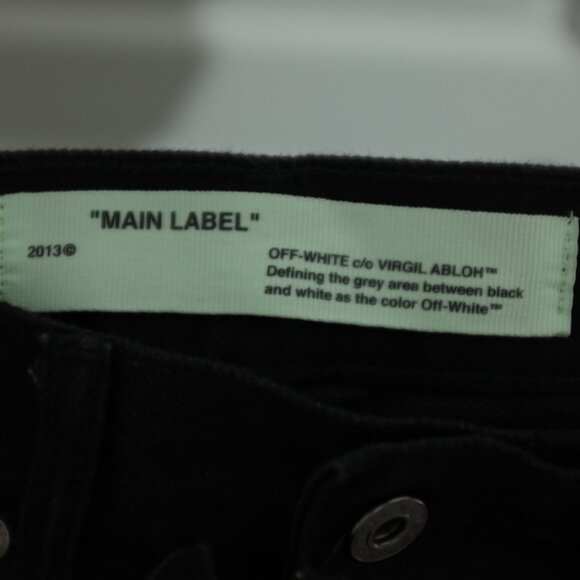 "MAIN LABEL"
2013©
OFF-WHITE c/o VIRGIL ABLOH™
Defining the grey area between black
and white as the color Off-White™